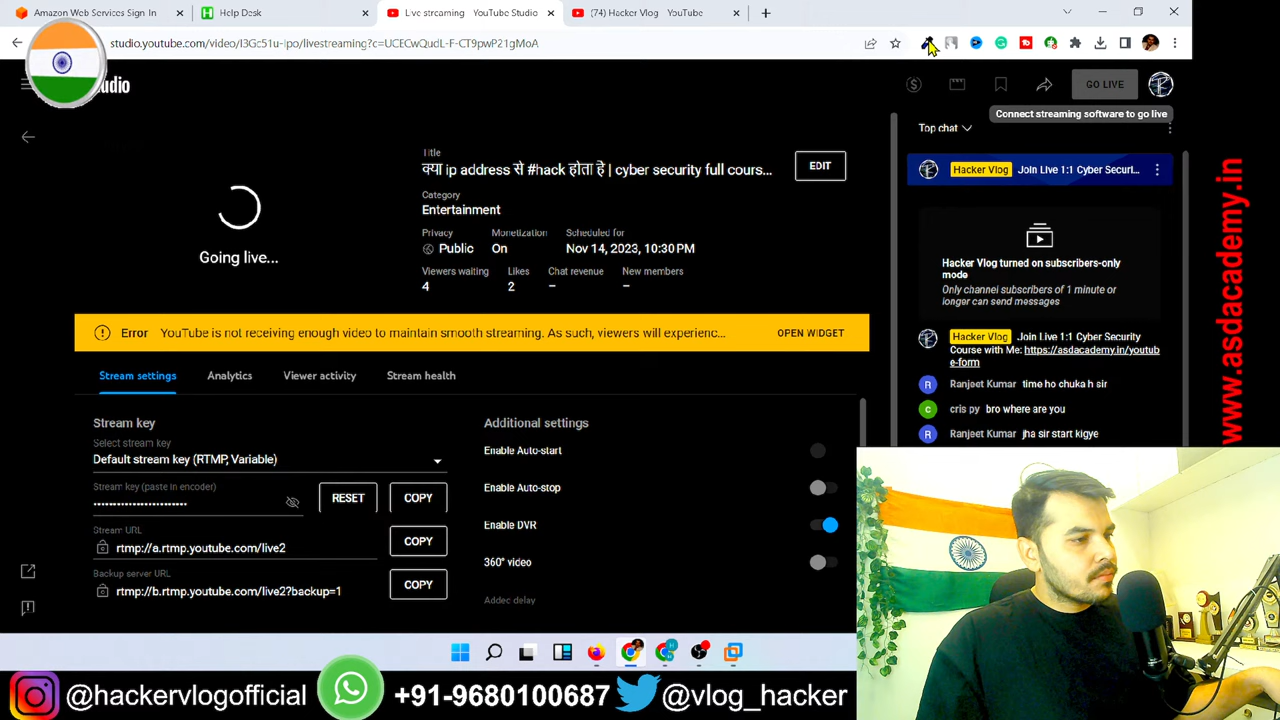 Amazon Web Services Sign In
Help Desk
Live streaming - YouTube Studio
(74) Hacker Vlog - YouTube
studio.youtube.com/video/I3Gc51u-ipo/livestreaming?c=UCECwQudL-F-CT9pwP21gMoA
udio
GO LIVE
Connect streaming software to go live
Title
क्या ip address से #hack होता हे | cyber security full cours...
EDIT
Category
Entertainment
Privacy Monetization Scheduled for
Public On Nov 14, 2023, 10:30 PM
Viewers waiting Likes Chat revenue New members
4 2 – –
Going live...
Error YouTube is not receiving enough video to maintain smooth streaming. As such, viewers will experienc...
OPEN WIDGET
Stream settings Analytics Viewer activity Stream health
Stream key
Select stream key
Default stream key (RTMP, Variable)
Stream key (paste in encoder)
RESET COPY
Stream URL
rtmp://a.rtmp.youtube.com/live2
COPY
Backup server URL
rtmp://b.rtmp.youtube.com/live2?backup=1
COPY
Additional settings
Enable Auto-start
Enable Auto-stop
Enable DVR
360° video
Added delay
Top chat
Hacker Vlog Join Live 1:1 Cyber Securi...
Hacker Vlog turned on subscribers-only
mode
Only channel subscribers of 1 minute or
longer can send messages
Hacker Vlog Join Live 1:1 Cyber Security
Course with Me: https://asdacademy.in/youtub
e-form
R Ranjeet Kumar time ho chuka h sir
c cris py bro where are you
R Ranjeet Kumar jha sir start kigye
www.asdacademy.in
@hackervlogofficial
+91-9680100687
@vlog_hacker